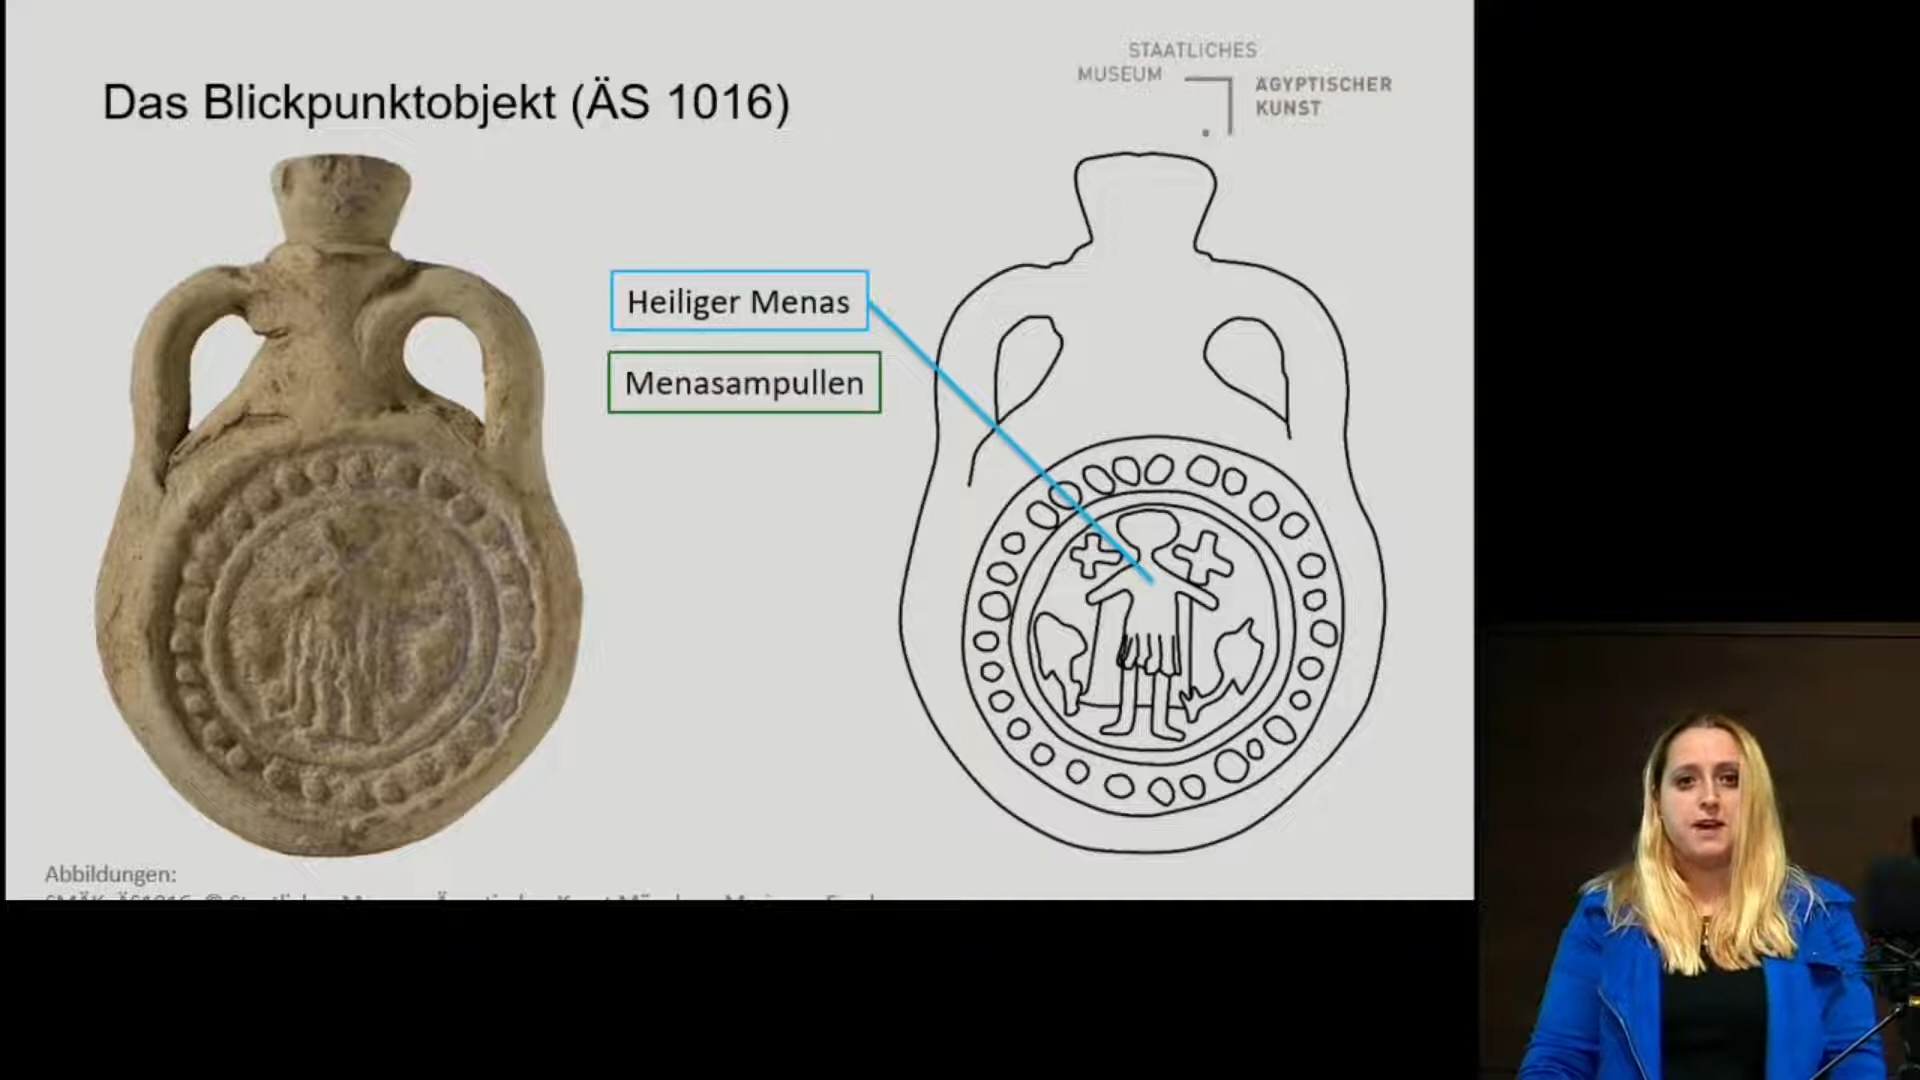 Das Blickpunktobjekt (ÄS 1016)
STAATLICHES
MUSEUM
ÄGYPTISCHER
KUNST
Heiliger Menas
Menasampullen
Abbildungen: